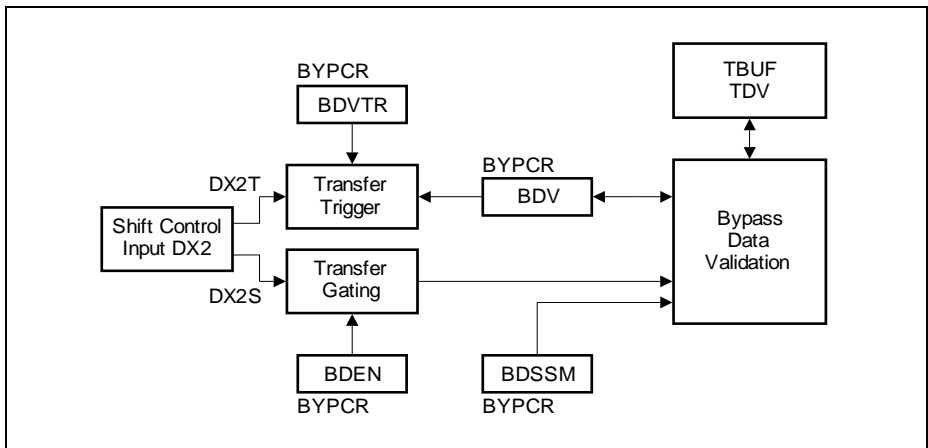 TBUF
TDV
BYPCR
BDVTR
BYPCR
DX2T
Transfer
Trigger
BDV
Shift Control
Input DX2
Bypass
Data
Validation
Transfer
Gating
DX2S
BDEN
BDSSM
BYPCR
BYPCR